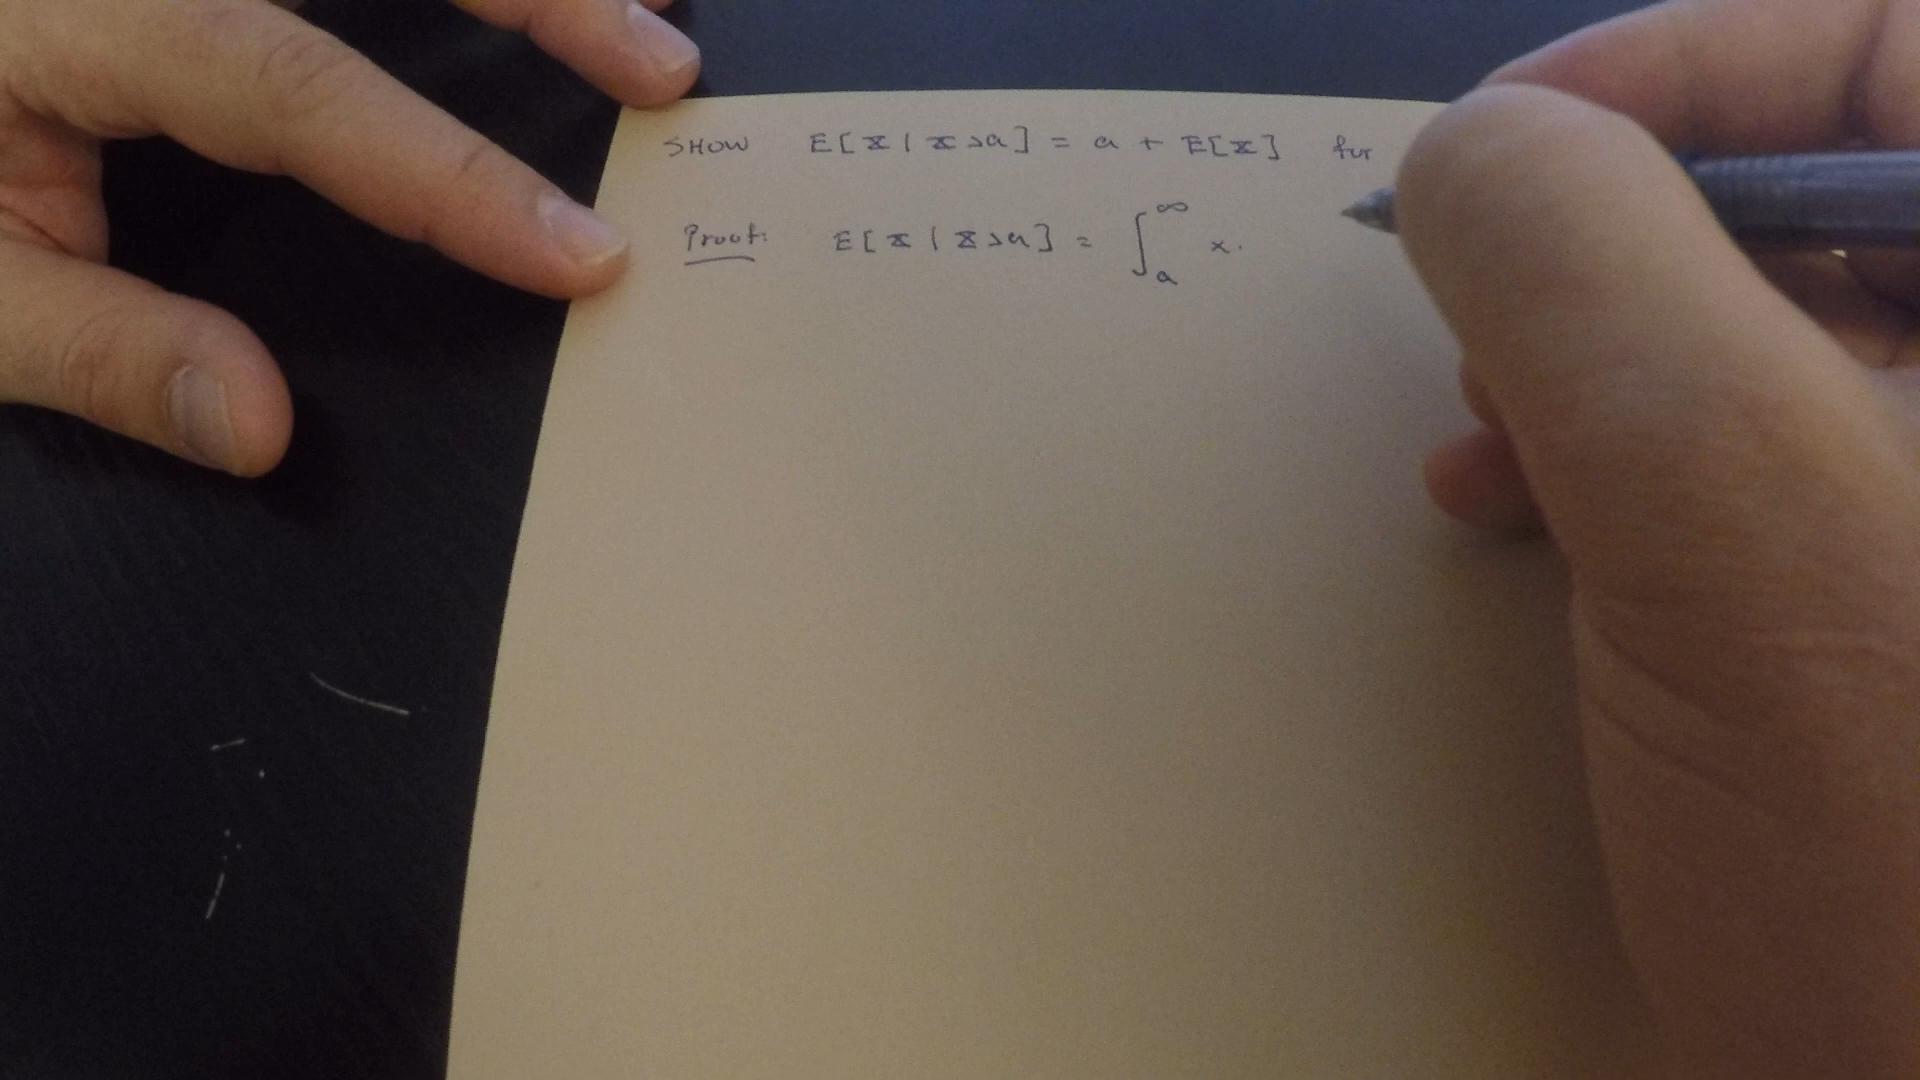 SHOW E[X | X>a] = a + E[X] for
Proof: E[X | X>a] = ∫_a^∞ x.